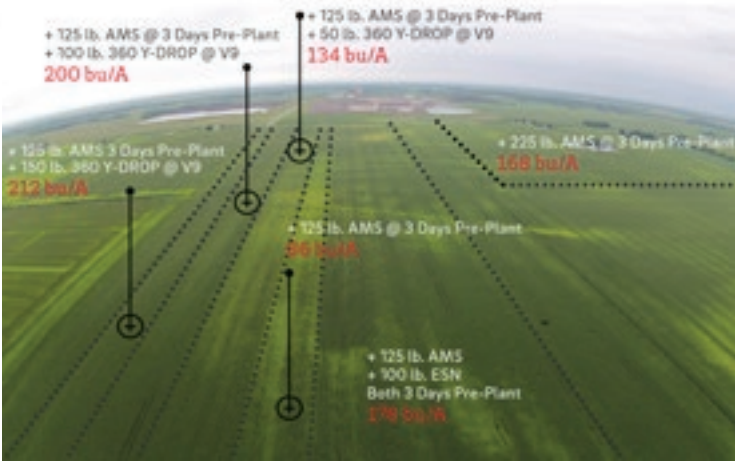 + 125 lb. AMS @ 3 Days Pre-Plant
+ 100 lb. 360 Y-DROP @ V9
200 bu/A
+ 125 lb. AMS @ 3 Days Pre-Plant
+ 50 lb. 360 Y-DROP @ V9
134 bu/A
+ 125 lb. AMS 3 Days Pre-Plant
+ 150 lb. 360 Y-DROP @ V9
212 bu/A
+ 225 lb. AMS @ 3 Days Pre-Plant
168 bu/A
+ 125 lb. AMS @ 3 Days Pre-Plant
bu/A
+ 125 lb. AMS
+ 100 lb. ESN
Both 3 Days Pre-Plant
bu/A